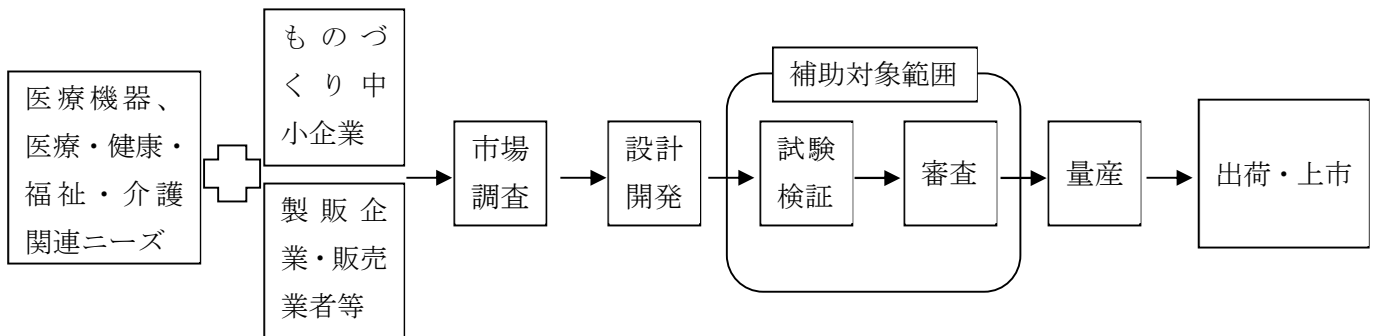 医療機器、
医療・健康・
福祉・介護
関連ニーズ
ものづ
くり中
小企業
製販企
業・販売
業者等
市場
調査
設計
開発
補助対象範囲
試験
検証
審査
量産
出荷・上市